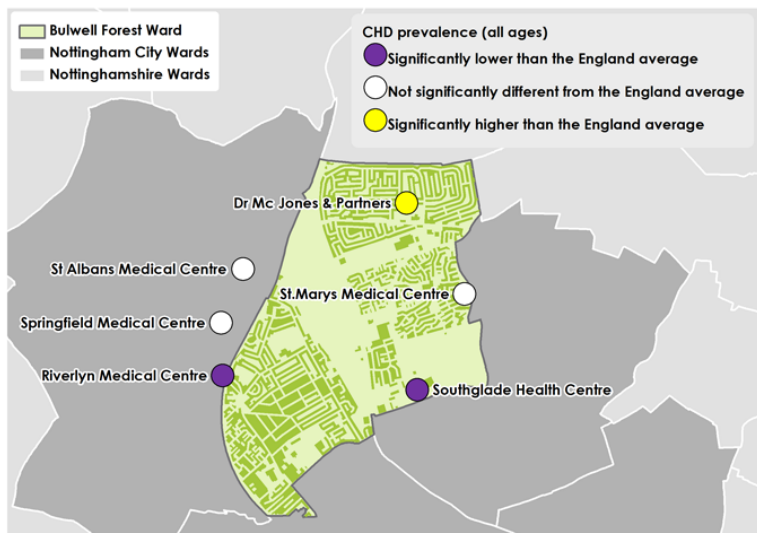 Bulwell Forest Ward
Nottingham City Wards
Nottinghamshire Wards
CHD prevalence (all ages)
Significantly lower than the England average
Not significantly different from the England average
Significantly higher than the England average
Dr Mc Jones & Partners
St Albans Medical Centre
St.Marys Medical Centre
Springfield Medical Centre
Riverlyn Medical Centre
Southglade Health Centre